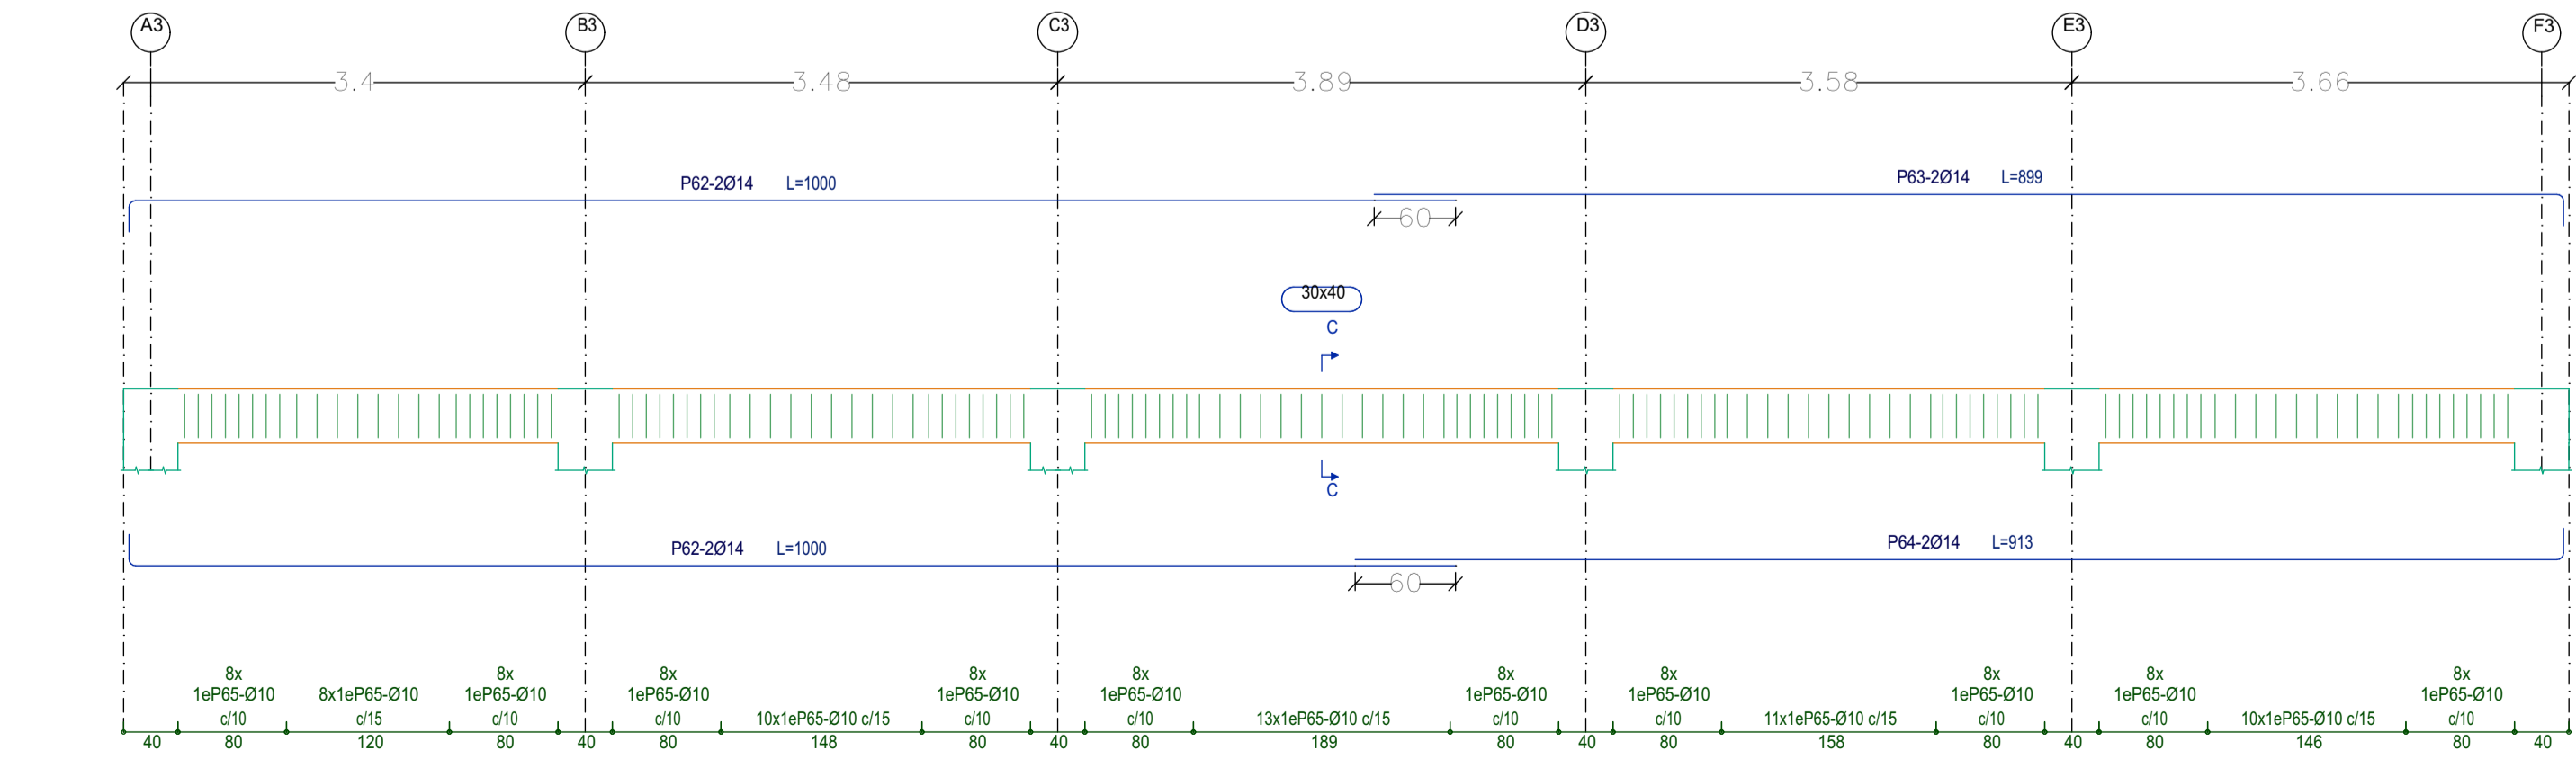 A3 B3 C3 D3 E3 F3
3.4 3.48 3.89 3.58 3.66
P62-2Ø14 L=1000 P63-2Ø14 L=899
60
30x40
C
C
P62-2Ø14 L=1000 P64-2Ø14 L=913
60
8x 8x 8x 8x 8x 8x 8x 8x 8x 8x
1eP65-Ø10 8x1eP65-Ø10 1eP65-Ø10 1eP65-Ø10 1eP65-Ø10 1eP65-Ø10 1eP65-Ø10 1eP65-Ø10 1eP65-Ø10 1eP65-Ø10 1eP65-Ø10
c/10 c/15 c/10 c/10 10x1eP65-Ø10 c/15 c/10 c/10 13x1eP65-Ø10 c/15 c/10 c/10 11x1eP65-Ø10 c/15 c/10 c/10 10x1eP65-Ø10 c/15 c/10
40 80 120 80 40 80 148 80 40 80 189 80 40 80 158 80 40 80 146 80 40